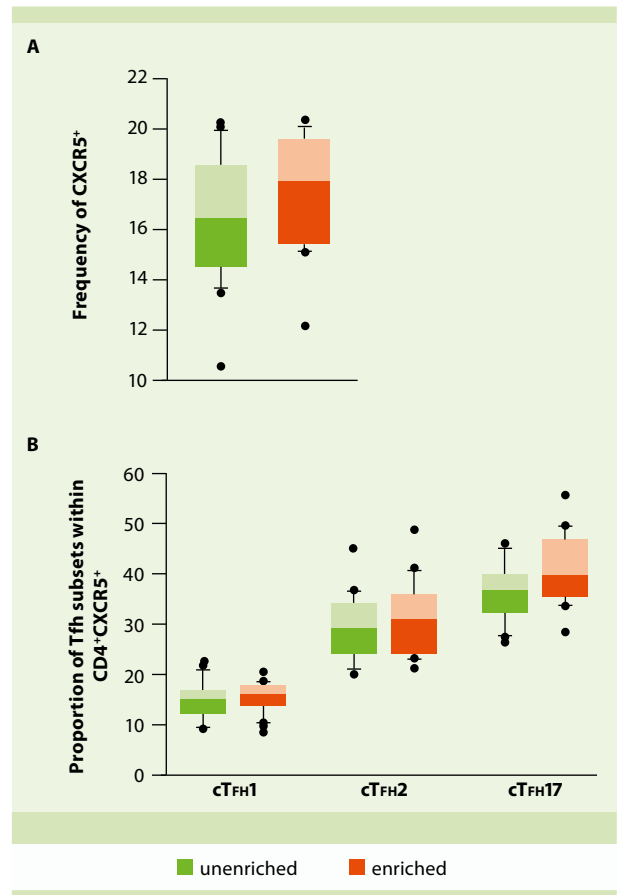 A
Frequency of CXCR5⁺
22
20
18
16
14
12
10
B
Proportion of Tfh subsets within
CD4⁺CXCR5⁺
60
50
40
30
20
10
0
cTFH1 cTFH2 cTFH17
unenriched enriched